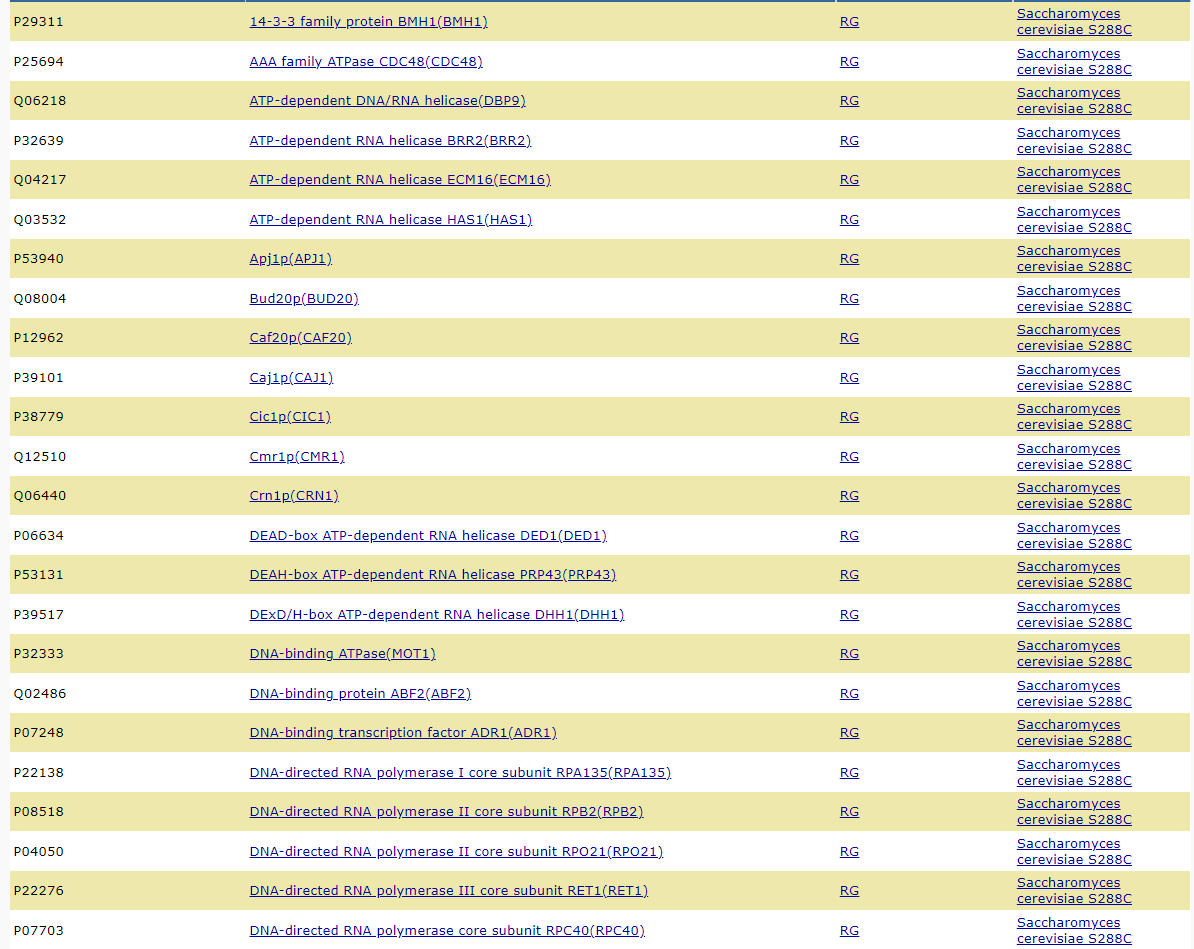 P29311 14-3-3 family protein BMH1(BMH1) RG Saccharomyces
cerevisiae S288C
P25694 AAA family ATPase CDC48(CDC48) RG Saccharomyces
cerevisiae S288C
Q06218 ATP-dependent DNA/RNA helicase(DBP9) RG Saccharomyces
cerevisiae S288C
P32639 ATP-dependent RNA helicase BRR2(BRR2) RG Saccharomyces
cerevisiae S288C
Q04217 ATP-dependent RNA helicase ECM16(ECM16) RG Saccharomyces
cerevisiae S288C
Q03532 ATP-dependent RNA helicase HAS1(HAS1) RG Saccharomyces
cerevisiae S288C
P53940 Apj1p(APJ1) RG Saccharomyces
cerevisiae S288C
Q08004 Bud20p(BUD20) RG Saccharomyces
cerevisiae S288C
P12962 Caf20p(CAF20) RG Saccharomyces
cerevisiae S288C
P39101 Caj1p(CAJ1) RG Saccharomyces
cerevisiae S288C
P38779 Cic1p(CIC1) RG Saccharomyces
cerevisiae S288C
Q12510 Cmr1p(CMR1) RG Saccharomyces
cerevisiae S288C
Q06440 Crn1p(CRN1) RG Saccharomyces
cerevisiae S288C
P06634 DEAD-box ATP-dependent RNA helicase DED1(DED1) RG Saccharomyces
cerevisiae S288C
P53131 DEAH-box ATP-dependent RNA helicase PRP43(PRP43) RG Saccharomyces
cerevisiae S288C
P39517 DExD/H-box ATP-dependent RNA helicase DHH1(DHH1) RG Saccharomyces
cerevisiae S288C
P32333 DNA-binding ATPase(MOT1) RG Saccharomyces
cerevisiae S288C
Q02486 DNA-binding protein ABF2(ABF2) RG Saccharomyces
cerevisiae S288C
P07248 DNA-binding transcription factor ADR1(ADR1) RG Saccharomyces
cerevisiae S288C
P22138 DNA-directed RNA polymerase I core subunit RPA135(RPA135) RG Saccharomyces
cerevisiae S288C
P08518 DNA-directed RNA polymerase II core subunit RPB2(RPB2) RG Saccharomyces
cerevisiae S288C
P04050 DNA-directed RNA polymerase II core subunit RPO21(RPO21) RG Saccharomyces
cerevisiae S288C
P22276 DNA-directed RNA polymerase III core subunit RET1(RET1) RG Saccharomyces
cerevisiae S288C
P07703 DNA-directed RNA polymerase core subunit RPC40(RPC40) RG Saccharomyces
cerevisiae S288C